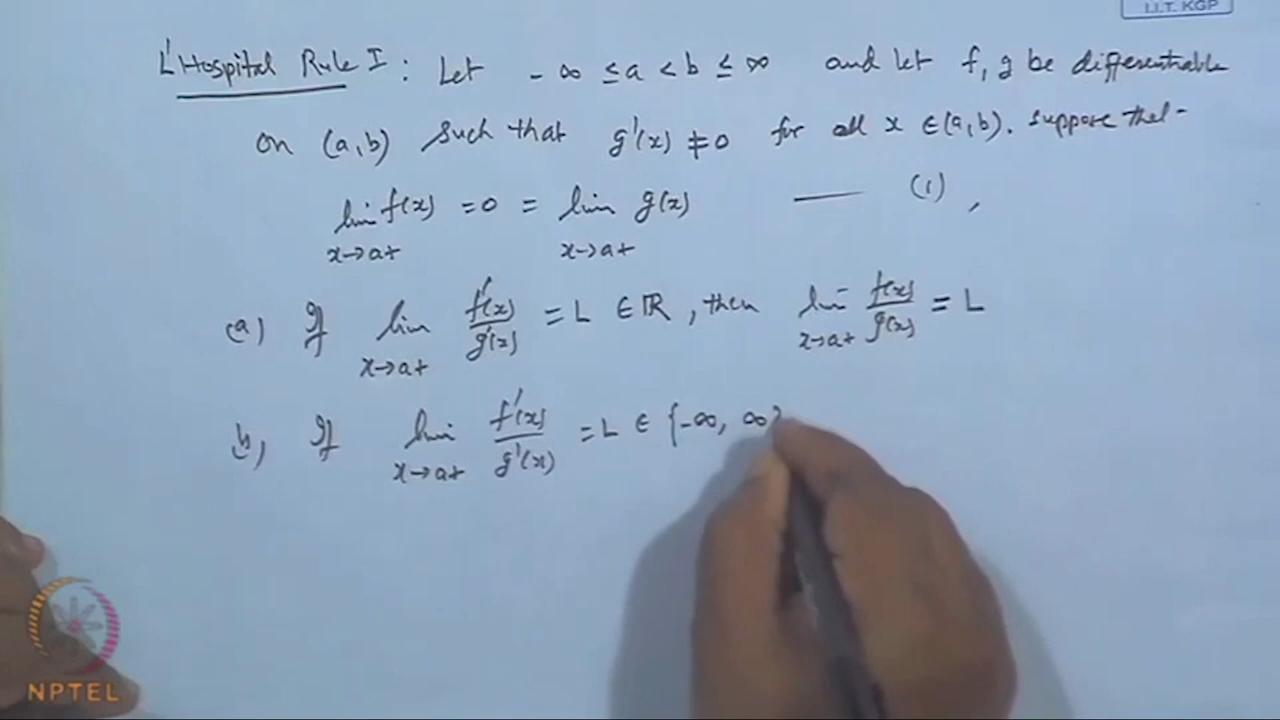 I.I.T. KGP
L'Hospital Rule I : Let -∞ ≤ a < b ≤ ∞ and let f, g be differentiable
on (a,b) such that g'(x) ≠ 0 for all x ∈ (a,b). Suppose that
lim x→a+ f(x) = 0 = lim x→a+ g(x) —— (1) ,
(a) If lim x→a+ f'(x)/g'(x) = L ∈ ℝ, then lim x→a+ f(x)/g(x) = L
b) If lim x→a+ f'(x)/g'(x) = L ∈ {-∞, ∞}
NPTEL